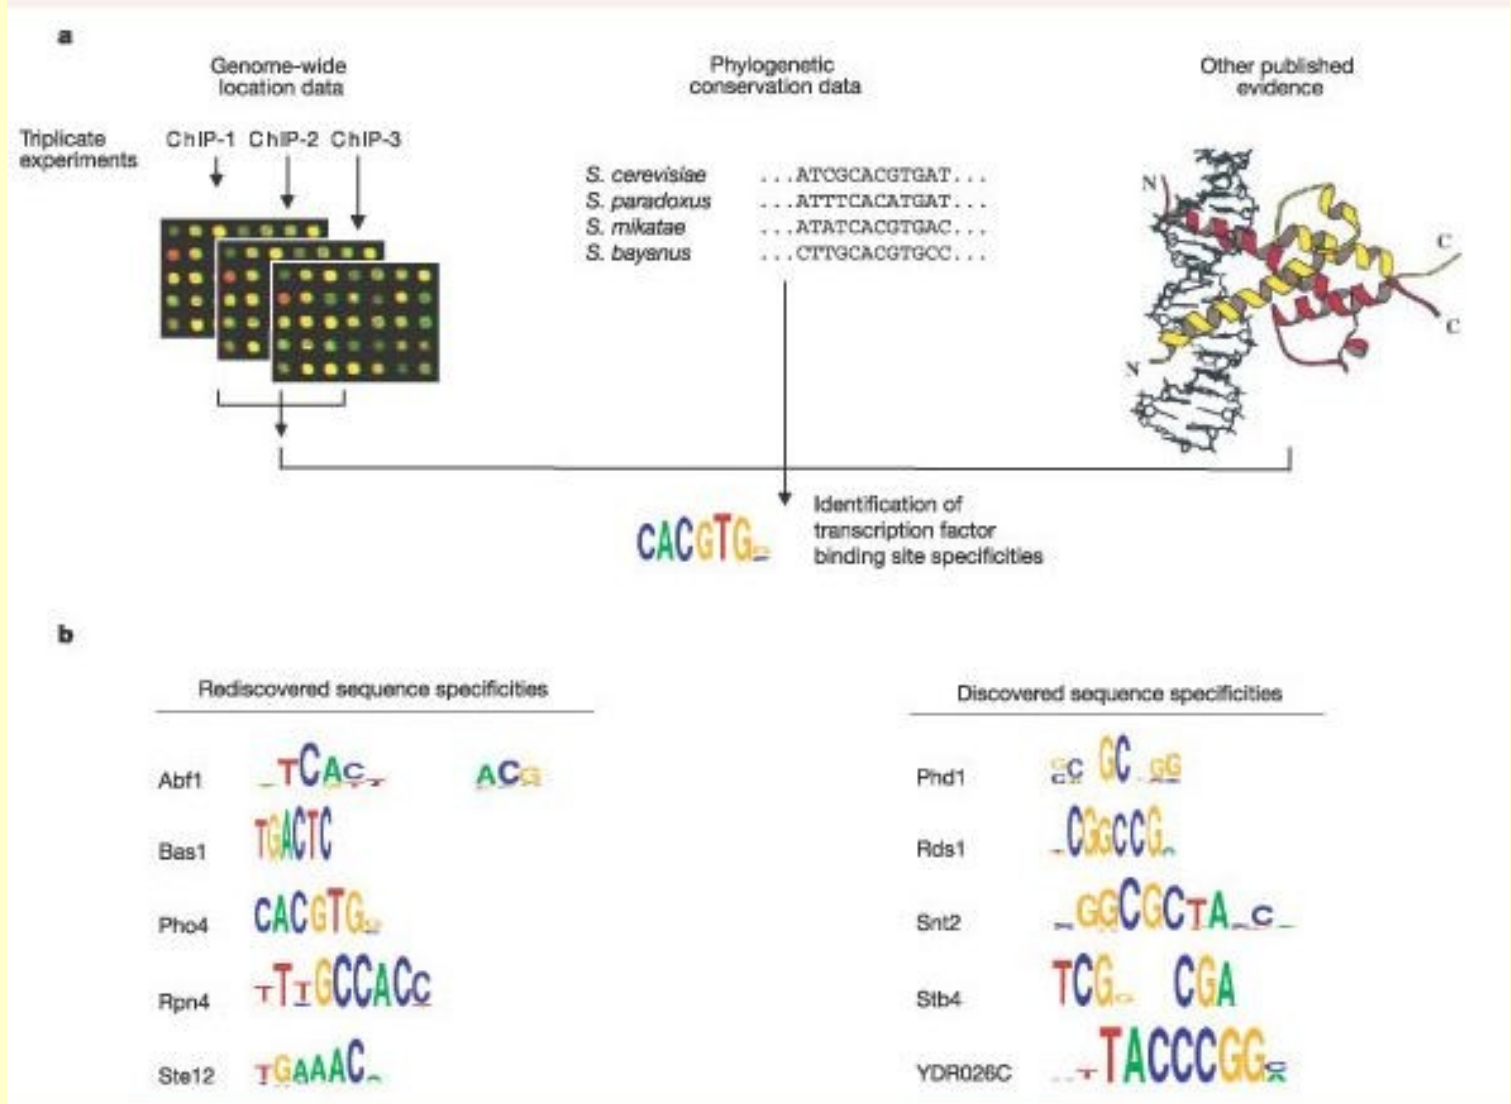 a
Genome-wide
location data
Phylogenetic
conservation data
Other published
evidence
Triplicate
experiments
ChIP-1 ChIP-2 ChIP-3
S. cerevisiae ...ATCGCACGTGAT...
S. paradoxus ...ATTTCACATGAT...
S. mikatae ...ATATCACGTGAC...
S. bayanus ...CTTGCACGTGCC...
N
C
C
N
CACGTG
Identification of
transcription factor
binding site specificities
b
Rediscovered sequence specificities
Abf1 TCAC ACG
Bas1 TGACTC
Pho4 CACGTG
Rpn4 TTTGCCACC
Ste12 TGAAAC
Discovered sequence specificities
Phd1 GC GC GG
Rds1 CGGCCG
Snt2 GGCGCTA C
Stb4 TCG CGA
YDR026C TTACCCGG